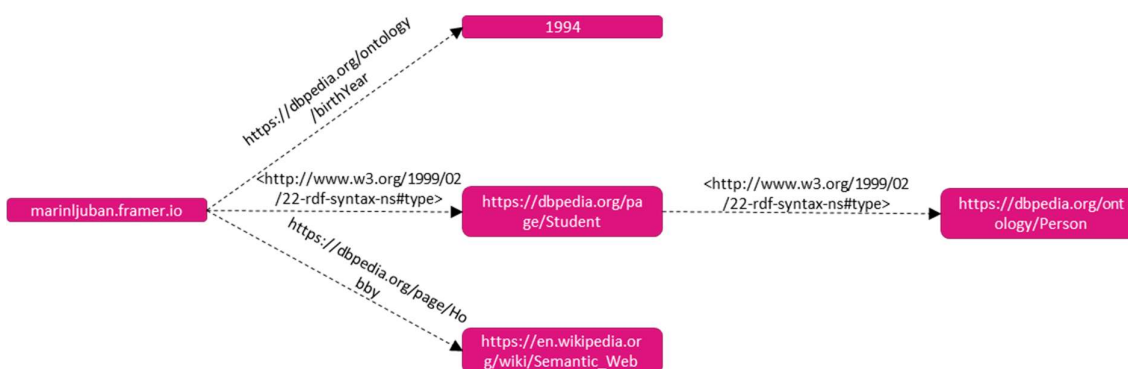 1994
https://dbpedia.org/ontology
/birthYear
marinljuban.framer.io
<http://www.w3.org/1999/02
/22-rdf-syntax-ns#type>
https://dbpedia.org/pa
ge/Student
<http://www.w3.org/1999/02
/22-rdf-syntax-ns#type>
https://dbpedia.org/ont
ology/Person
https://dbpedia.org/page/Ho
bby
https://en.wikipedia.or
g/wiki/Semantic_Web